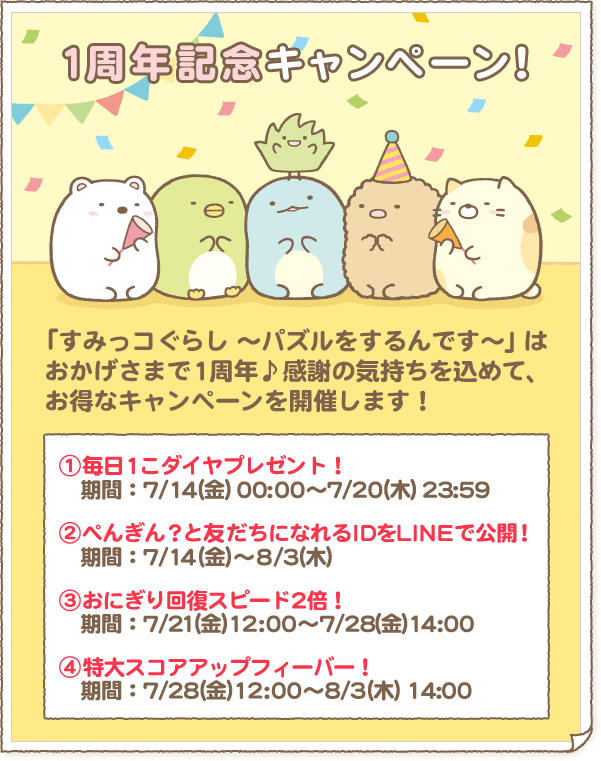 1周年記念キャンペーン！
「すみっコぐらし ～パズルをするんです～」は
おかげさまで1周年♪感謝の気持ちを込めて、
お得なキャンペーンを開催します！
①毎日1こダイヤプレゼント！
期間：7/14(金) 00:00～7/20(木) 23:59
②ぺんぎん？と友だちになれるIDをLINEで公開！
期間：7/14(金)～8/3(木)
③おにぎり回復スピード2倍！
期間：7/21(金)12:00～7/28(金)14:00
④特大スコアアップフィーバー！
期間：7/28(金)12:00～8/3(木) 14:00